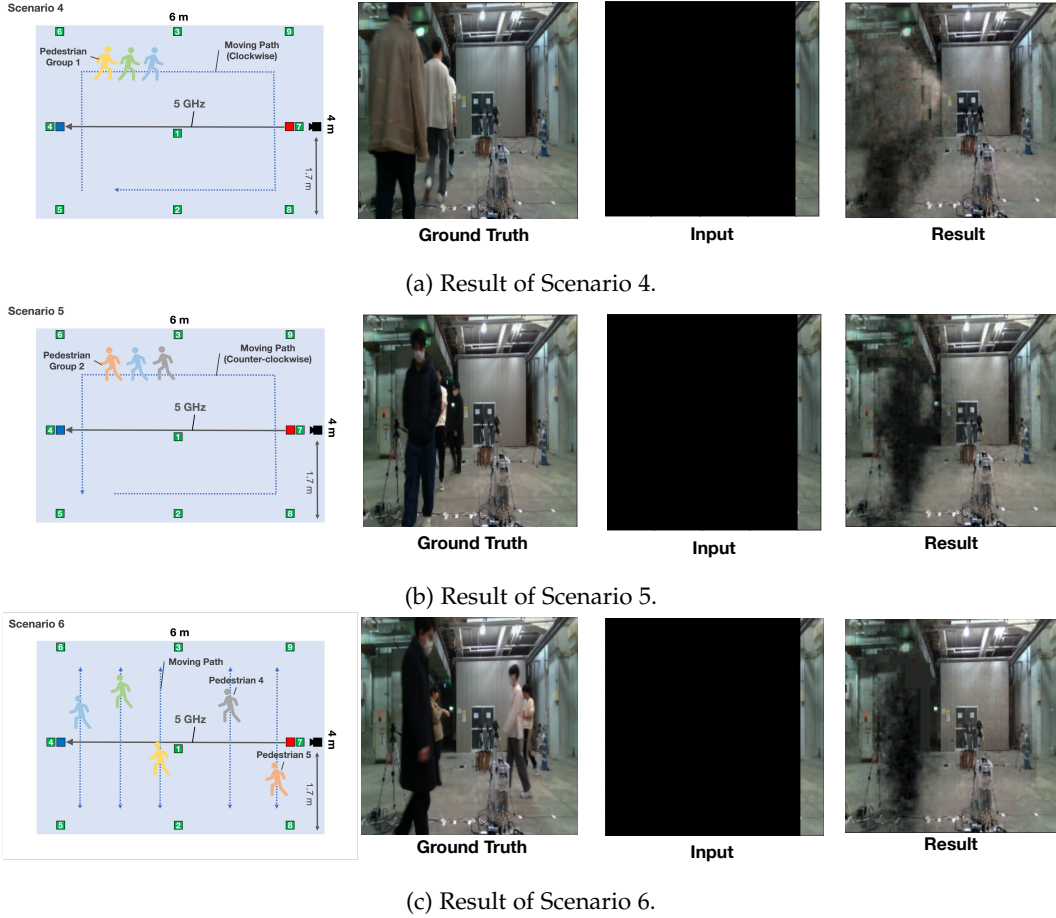 Scenario 4
6 m
6
3
9
Pedestrian
Group 1
Moving Path
(Clockwise)
5 GHz
4
1
7
4 m
1.7 m
5
2
8
Ground Truth
Input
Result
(a) Result of Scenario 4.
Scenario 5
6 m
6
3
9
Pedestrian
Group 2
Moving Path
(Counter-clockwise)
5 GHz
4
1
7
4 m
1.7 m
5
2
8
Ground Truth
Input
Result
(b) Result of Scenario 5.
Scenario 6
6 m
6
3
9
Moving Path
Pedestrian 4
5 GHz
4
1
7
4 m
Pedestrian 5
1.7 m
5
2
8
Ground Truth
Input
Result
(c) Result of Scenario 6.